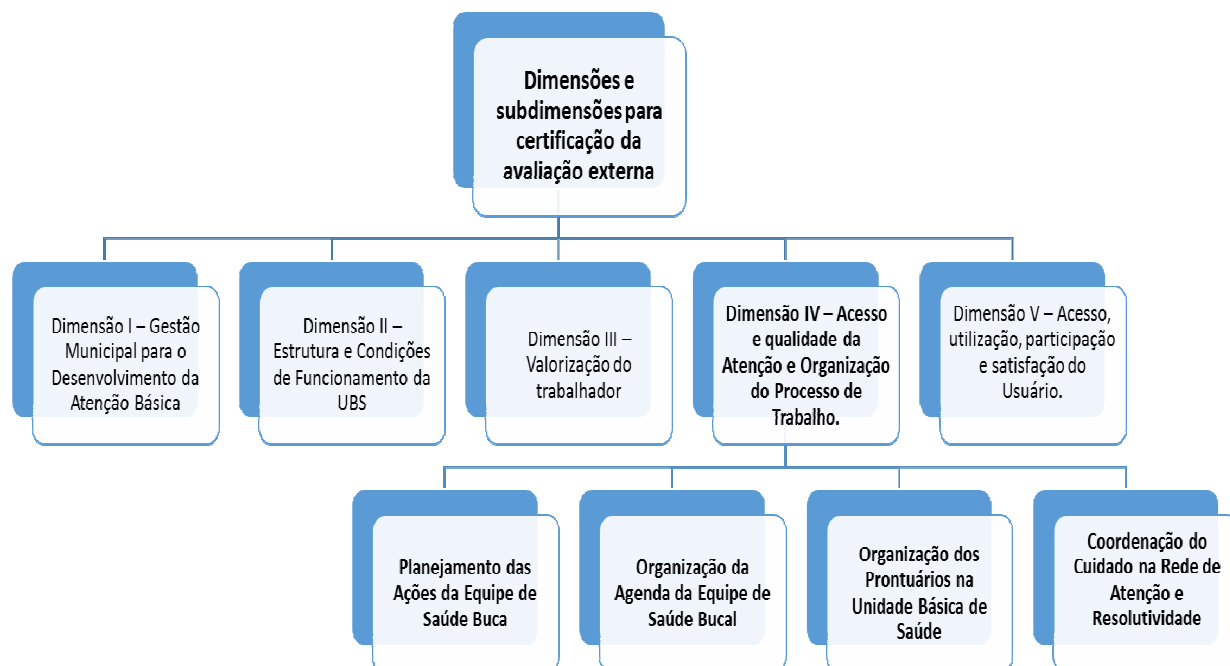 Dimensões e
subdimensões para
certificação da
avaliação externa
Dimensão I – Gestão
Municipal para o
Desenvolvimento da
Atenção Básica
Dimensão II –
Estrutura e Condições
de Funcionamento da
UBS
Dimensão III –
Valorização do
trabalhador
Dimensão IV – Acesso
e qualidade da
Atenção e Organização
do Processo de
Trabalho.
Dimensão V – Acesso,
utilização, participação
e satisfação do
Usuário.
Planejamento das
Ações da Equipe de
Saúde Buca
Organização da
Agenda da Equipe de
Saúde Bucal
Organização dos
Prontuários na
Unidade Básica de
Saúde
Coordenação do
Cuidado na Rede de
Atenção e
Resolutividade